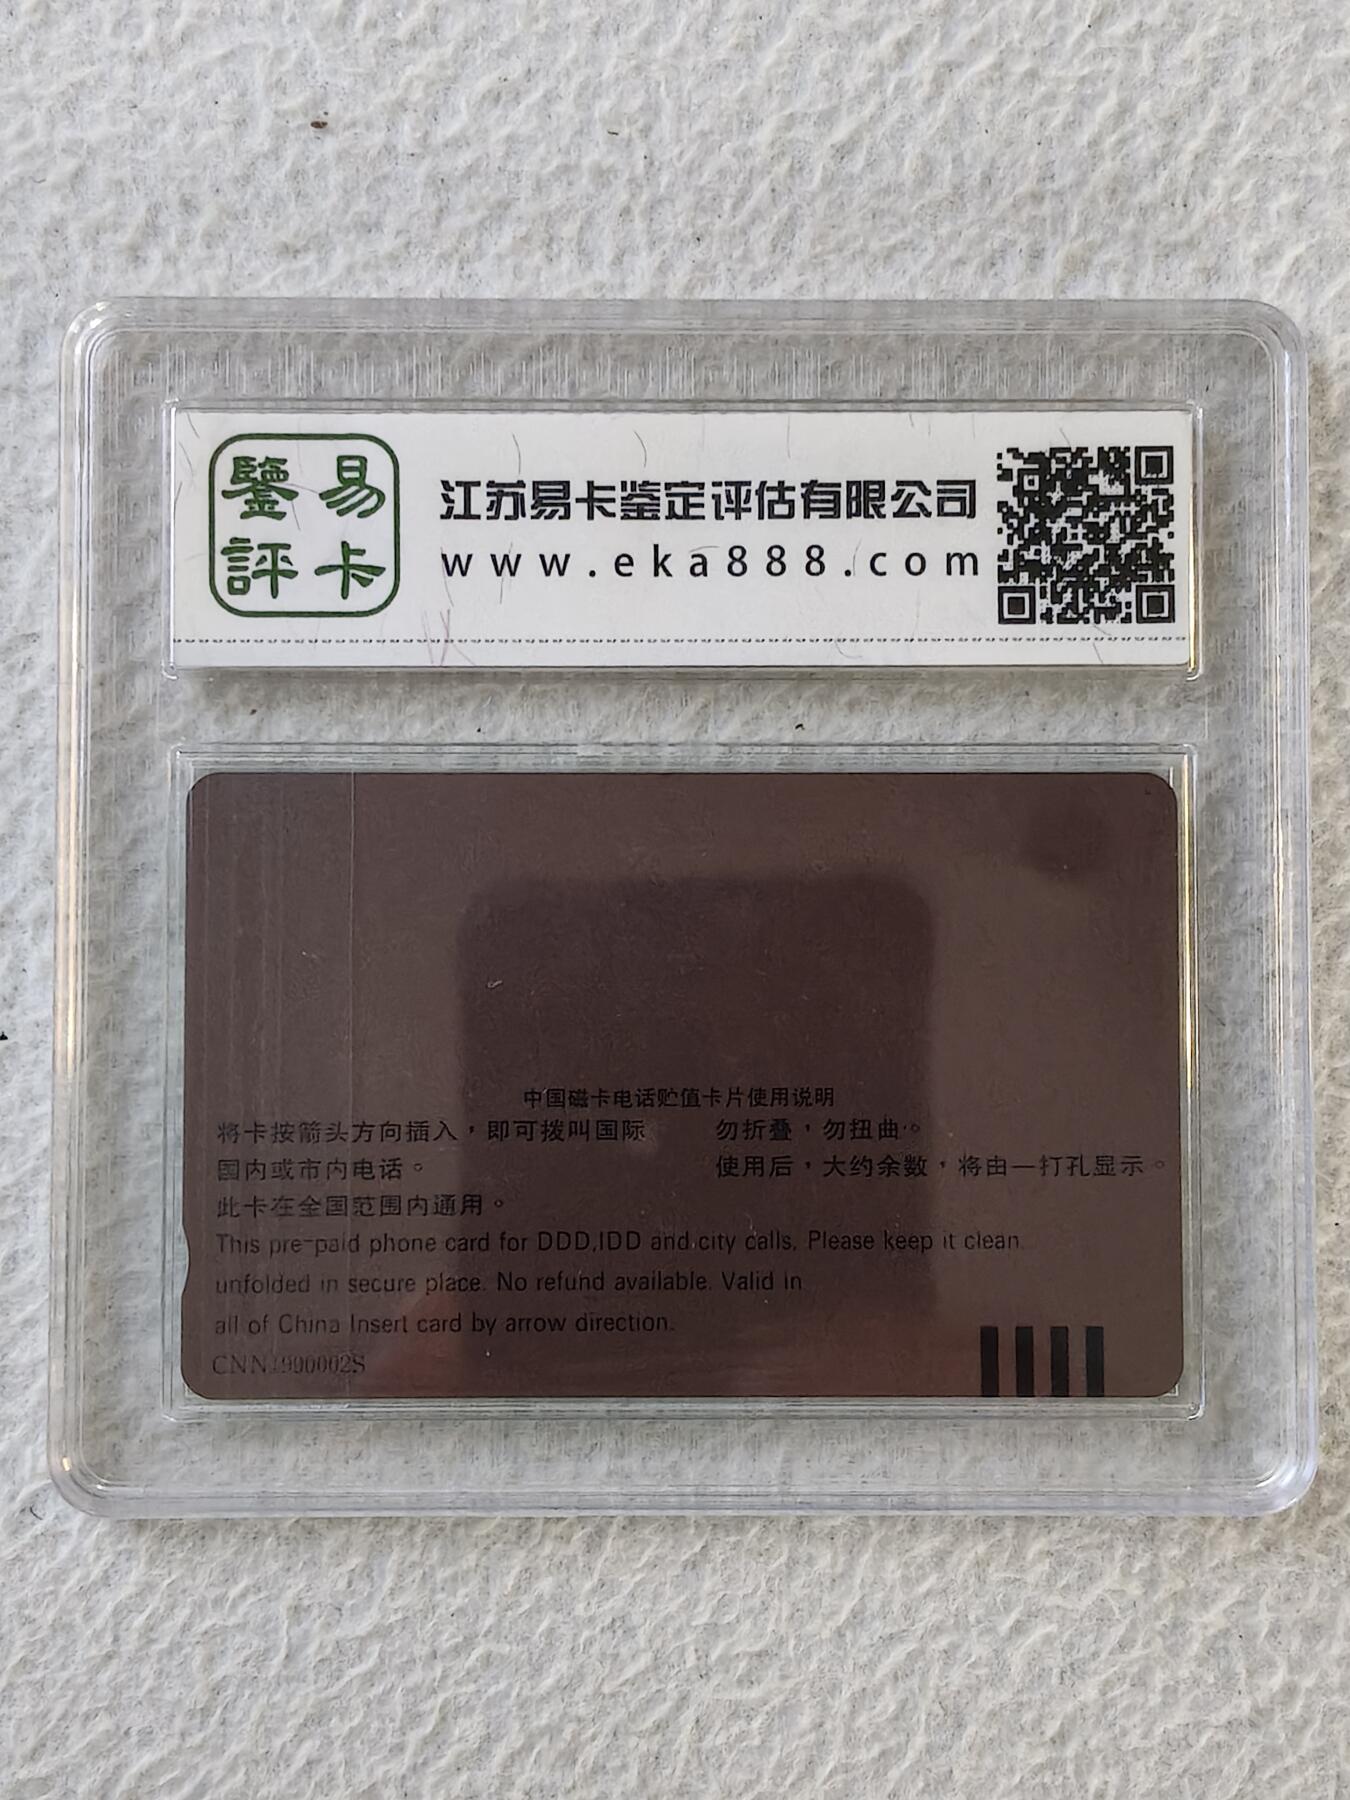 易卡
鑒評
江苏易卡鉴定评估有限公司
www.eka888.com
中国磁卡电话贮值卡片使用说明
将卡按箭头方向插入，即可拨叫国际
国内或市内电话。
此卡在全国范围内通用。
勿折叠，勿扭曲。
使用后，大约余数，将由一打孔显示。
This pre-paid phone card for DDD,IDD and city calls, Please keep it clean.
unfolded in secure place. No refund available. Valid in
all of China Insert card by arrow direction.
CNN1990002S